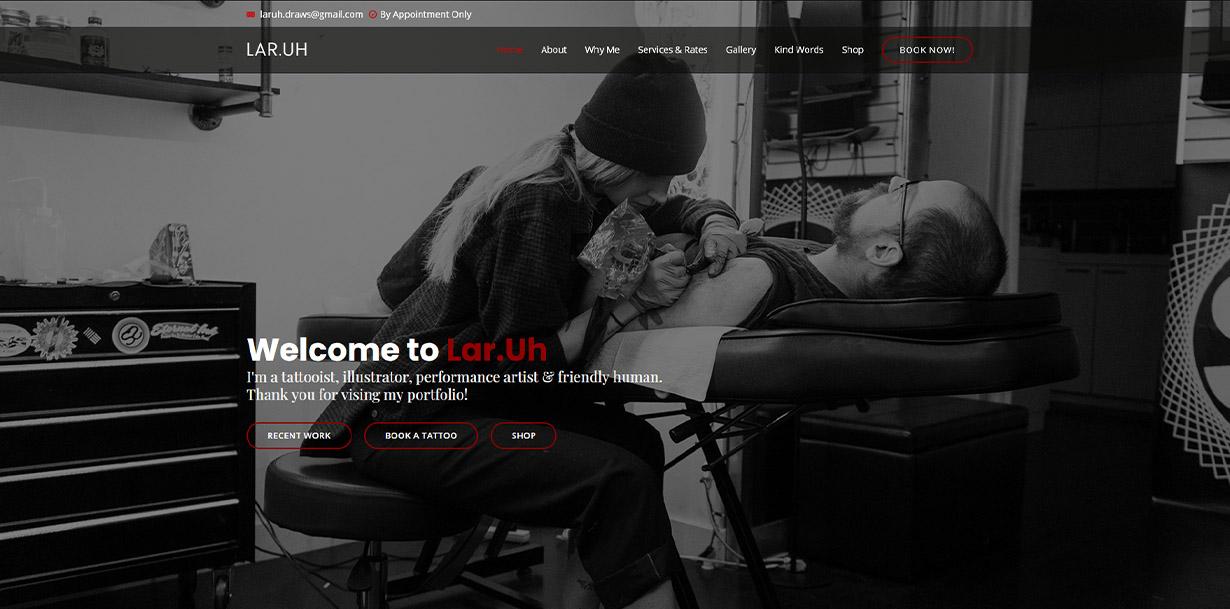 laruh.draws@gmail.com By Appointment Only
LAR.UH Home About Why Me Services & Rates Gallery Kind Words Shop BOOK NOW!
Eternal Ink
Welcome to Lar.Uh
I'm a tattooist, illustrator, performance artist & friendly human.
Thank you for vising my portfolio!
RECENT WORK BOOK A TATTOO SHOP